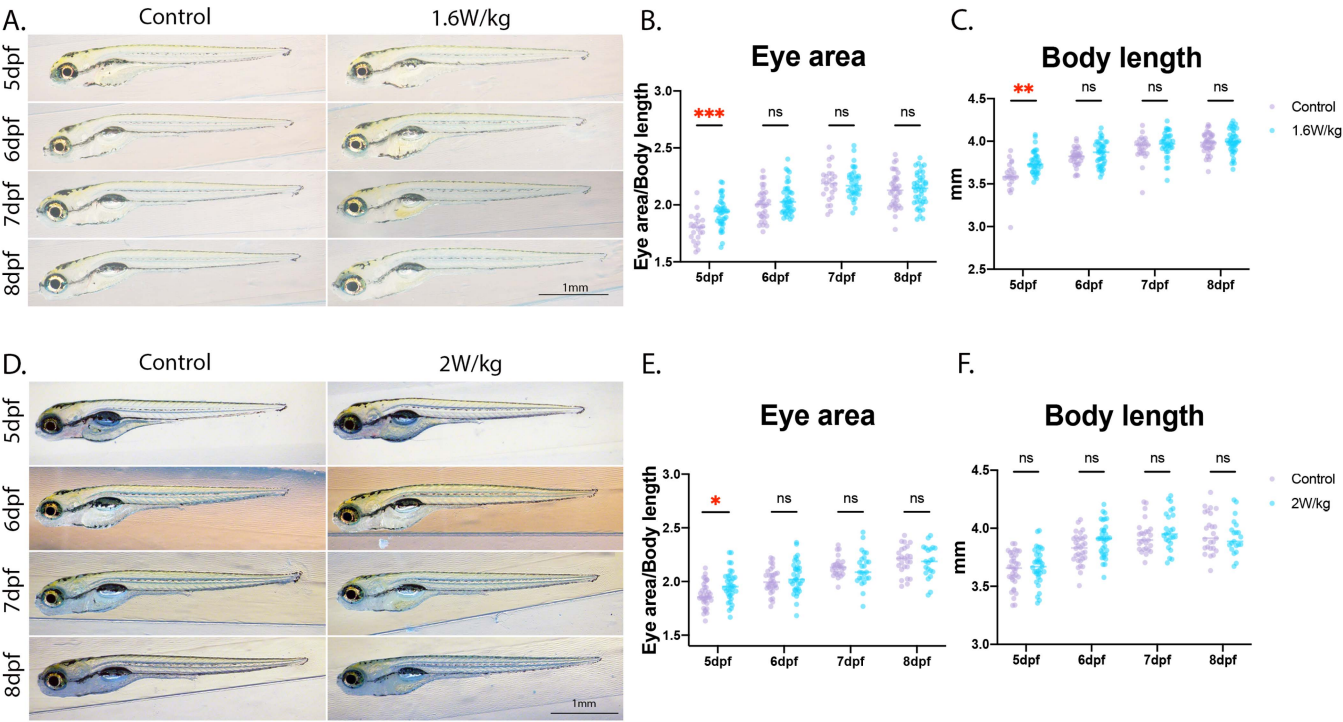 A.
Control
1.6W/kg
5dpf
6dpf
7dpf
8dpf
1mm
B.
Eye area
Eye area/Body length
3.0
2.5
2.0
1.5
***
ns
ns
ns
5dpf 6dpf 7dpf 8dpf
C.
Body length
mm
4.5
4.0
3.5
3.0
2.5
**
ns
ns
ns
5dpf 6dpf 7dpf 8dpf
Control
1.6W/kg
D.
Control
2W/kg
5dpf
6dpf
7dpf
8dpf
1mm
E.
Eye area
Eye area/Body length
3.0
2.5
2.0
1.5
*
ns
ns
ns
5dpf 6dpf 7dpf 8dpf
F.
Body length
mm
4.5
4.0
3.5
3.0
ns
ns
ns
ns
5dpf 6dpf 7dpf 8dpf
Control
2W/kg